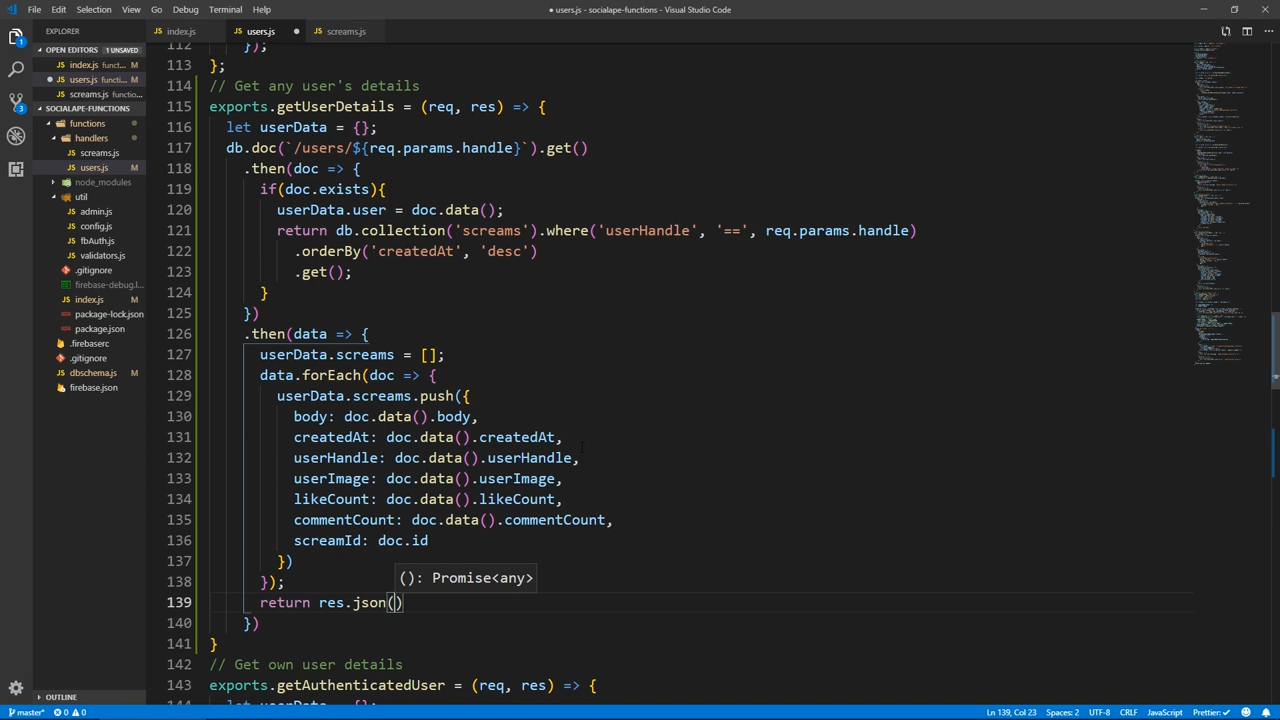 File Edit Selection View Go Debug Terminal Help
● users.js - socialape-functions - Visual Studio Code
EXPLORER
OPEN EDITORS 1 UNSAVED
index.js functi... M
users.js functi... M
screams.js functio...
SOCIALAPE-FUNCTIONS
functions
handlers
screams.js
users.js M
node_modules
util
admin.js
config.js
fbAuth.js
validators.js
.gitignore
firebase-debug.l...
index.js M
package-lock.json
package.json
.firebaserc
.gitignore
dbschema.js M
firebase.json
OUTLINE
index.js users.js ● screams.js
112 });
113 };
114 // Get any user's details
115 exports.getUserDetails = (req, res) => {
116 let userData = {};
117 db.doc(`/users/${req.params.handle}`).get()
118 .then(doc => {
119 if(doc.exists){
120 userData.user = doc.data();
121 return db.collection('screams').where('userHandle', '==', req.params.handle)
122 .orderBy('createdAt', 'desc')
123 .get();
124 }
125 })
126 .then(data => {
127 userData.screams = [];
128 data.forEach(doc => {
129 userData.screams.push({
130 body: doc.data().body,
131 createdAt: doc.data().createdAt,
132 userHandle: doc.data().userHandle,
133 userImage: doc.data().userImage,
134 likeCount: doc.data().likeCount,
135 commentCount: doc.data().commentCount,
136 screamId: doc.id
137 })
138 });
(): Promise<any>
139 return res.json()
140 })
141 }
142 // Get own user details
143 exports.getAuthenticatedUser = (req, res) => {
master* 0 0 Ln 139, Col 23 Spaces: 2 UTF-8 CRLF JavaScript Prettier: ✓